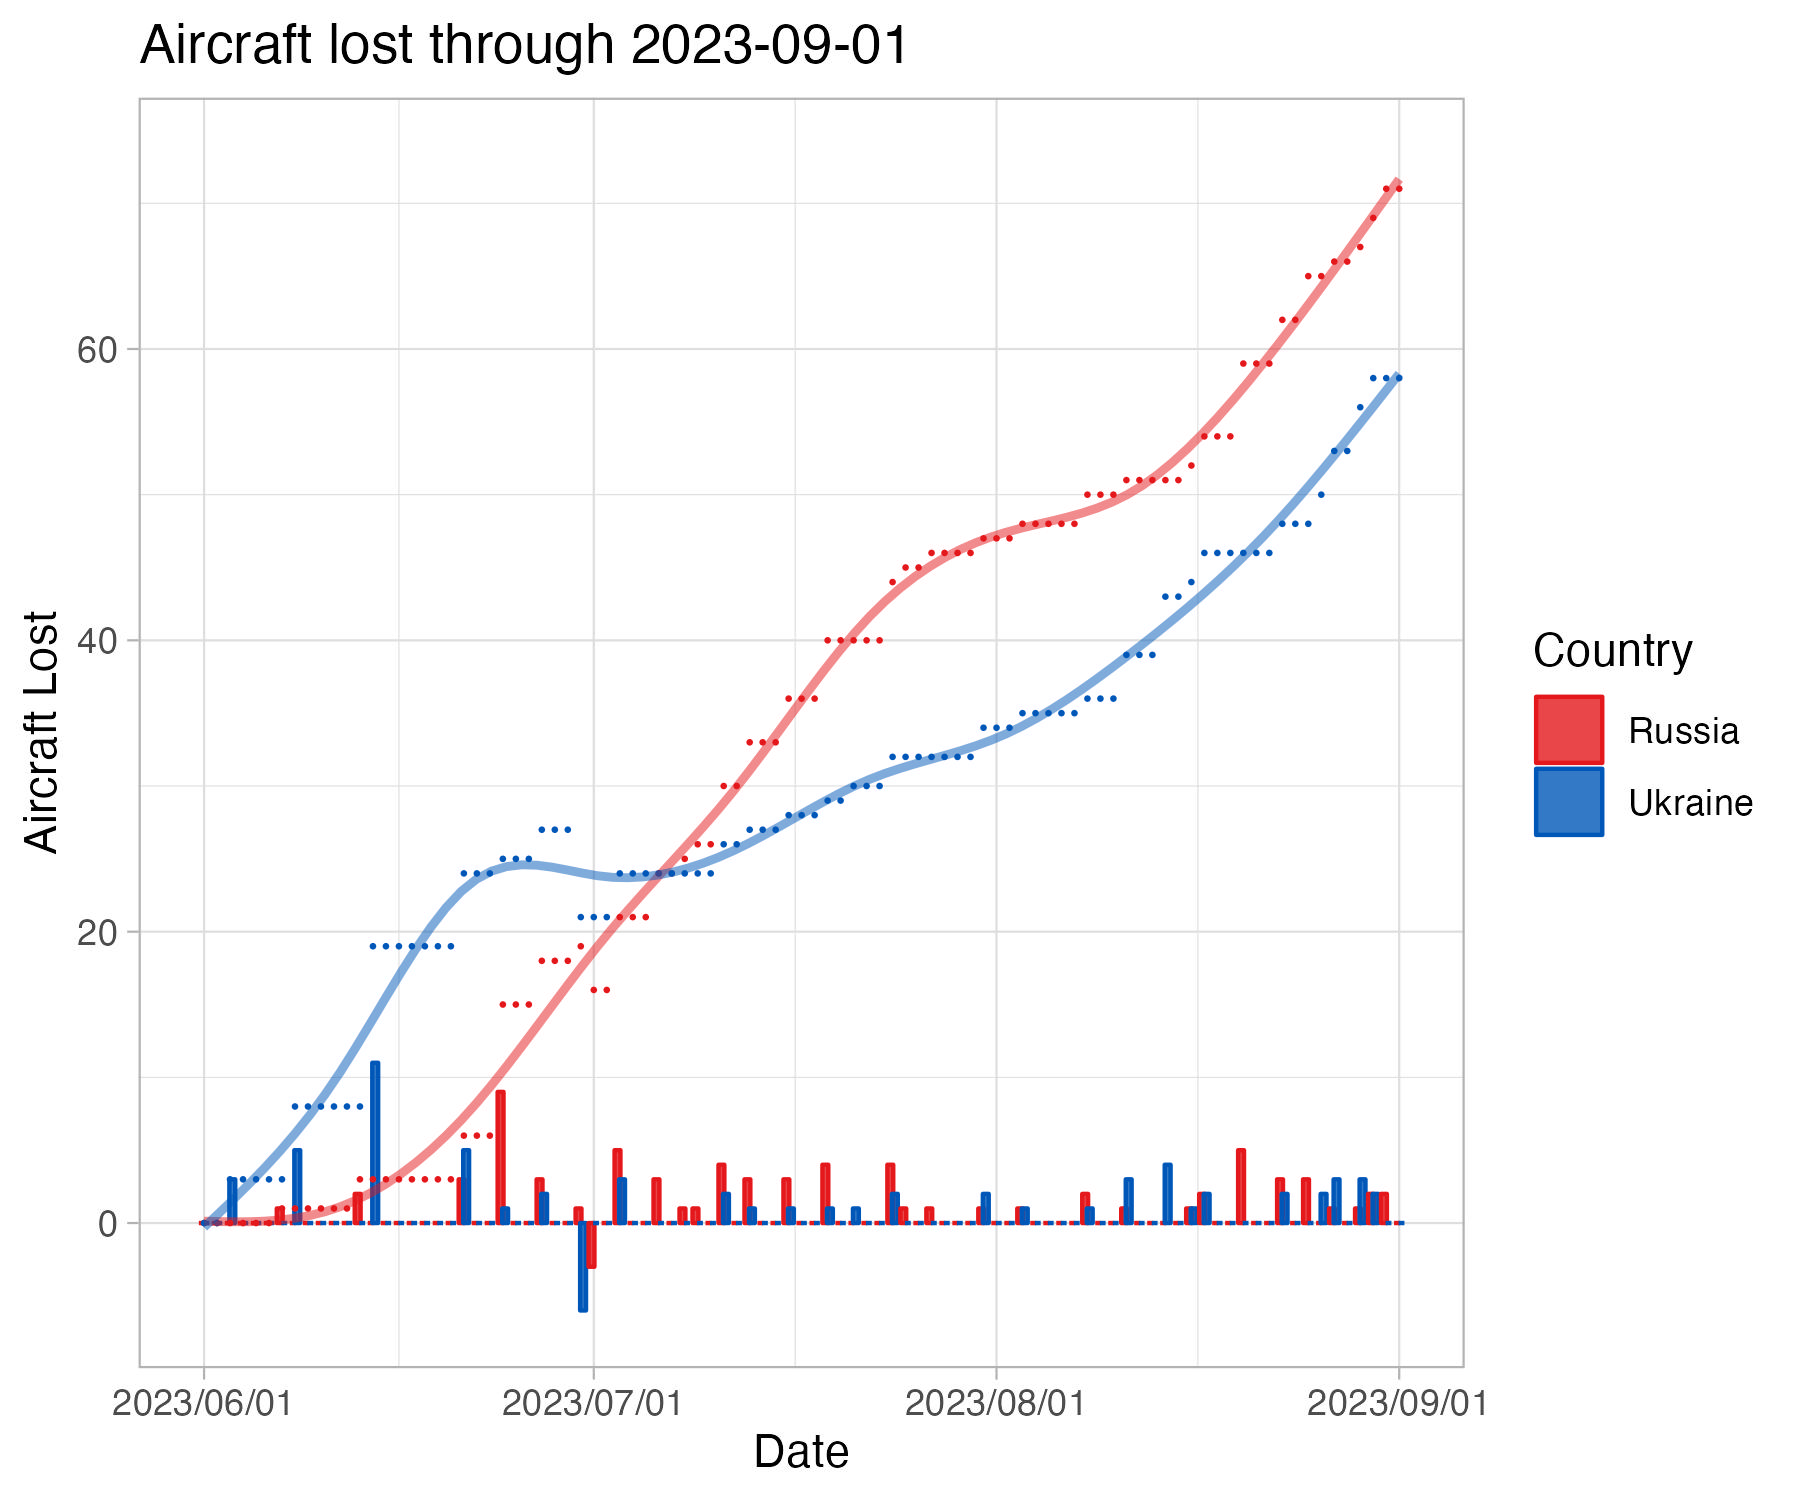 Aircraft lost through 2023-09-01
Aircraft Lost
60
40
20
0
2023/06/01 2023/07/01 2023/08/01 2023/09/01
Date
Country
Russia
Ukraine